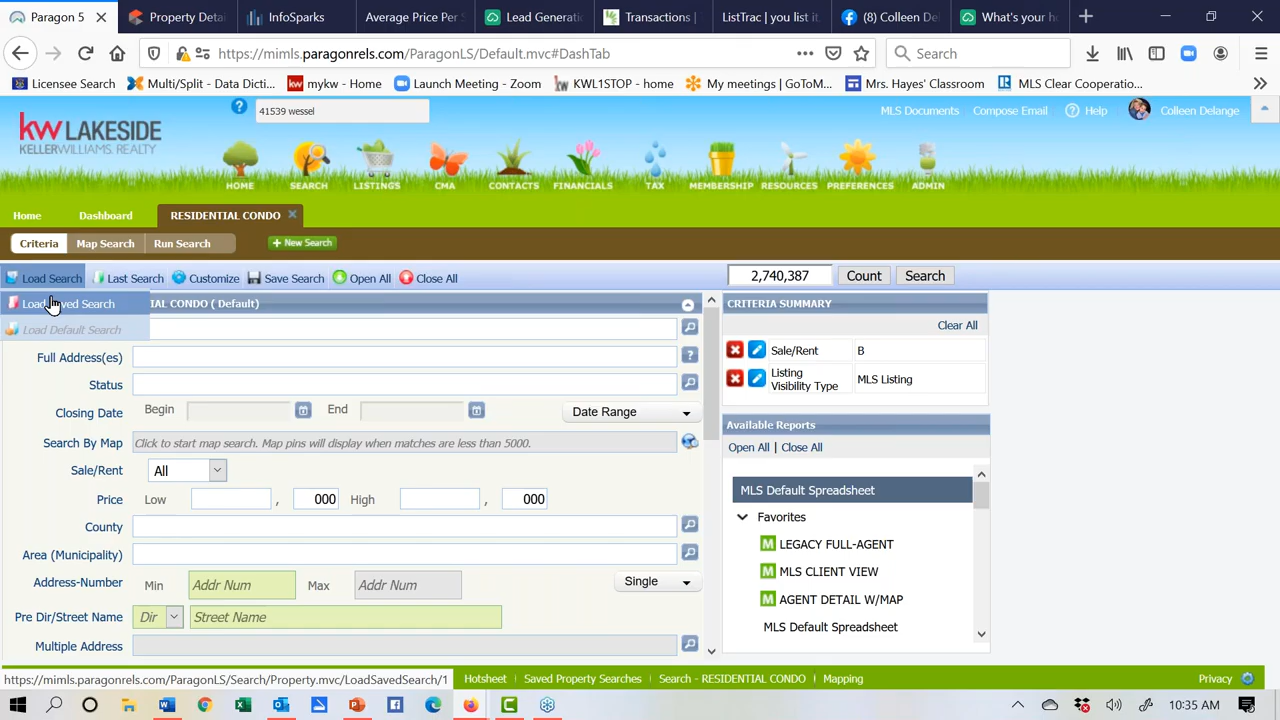 Paragon 5
Property Deta
InfoSparks
Average Price Per S
Lead Generatio
Transactions |
ListTrac | you list it.
(8) Colleen Del
What's your ho
https://mimls.paragonrels.com/ParagonLS/Default.mvc#DashTab
Search
Licensee Search
Multi/Split - Data Dicti...
mykw - Home
Launch Meeting - Zoom
KWL1STOP - home
My meetings | GoToM...
Mrs. Hayes' Classroom
MLS Clear Cooperatio...
41539 wessel
MLS Documents
Compose Email
Help
Colleen Delange
kw LAKESIDE
KELLERWILLIAMS. REALTY
HOME
SEARCH
LISTINGS
CMA
CONTACTS
FINANCIALS
TAX
MEMBERSHIP
RESOURCES
PREFERENCES
ADMIN
Home
Dashboard
RESIDENTIAL CONDO
Criteria
Map Search
Run Search
+ New Search
Load Search
Last Search
Customize
Save Search
Open All
Close All
2,740,387
Count
Search
IAL CONDO ( Default)
Load Default Search
CRITERIA SUMMARY
Clear All
Full Address(es)
Sale/Rent B
Status
Listing
Visibility Type MLS Listing
Closing Date Begin End Date Range
Available Reports
Search By Map Click to start map search. Map pins will display when matches are less than 5000.
Open All | Close All
Sale/Rent All
Price Low , 000 High , 000
MLS Default Spreadsheet
Favorites
County
LEGACY FULL-AGENT
Area (Municipality)
MLS CLIENT VIEW
Address-Number Min Addr Num Max Addr Num Single
AGENT DETAIL W/MAP
Pre Dir/Street Name Dir Street Name
MLS Default Spreadsheet
Multiple Address
https://mimls.paragonrels.com/ParagonLS/Search/Property.mvc/LoadSavedSearch/1
Hotsheet
Saved Property Searches
Search - RESIDENTIAL CONDO
Mapping
Privacy
10:35 AM